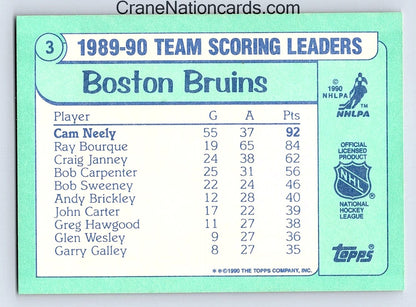 CraneNationcards.com
3 1989-90 TEAM SCORING LEADERS
Boston Bruins
Player G A Pts
Cam Neely 55 37 92
Ray Bourque 19 65 84
Craig Janney 24 38 62
Bob Carpenter 25 31 56
Bob Sweeney 22 24 46
Andy Brickley 12 28 40
John Carter 17 22 39
Greg Hawgood 11 27 38
Glen Wesley 9 27 36
Garry Galley 8 27 35
**©1990 THE TOPPS COMPANY, INC.
©
1990
NHLPA
TM
NHLPA
OFFICIAL
LICENSED
PRODUCT
NHL
NATIONAL
HOCKEY
LEAGUE
TOPPS